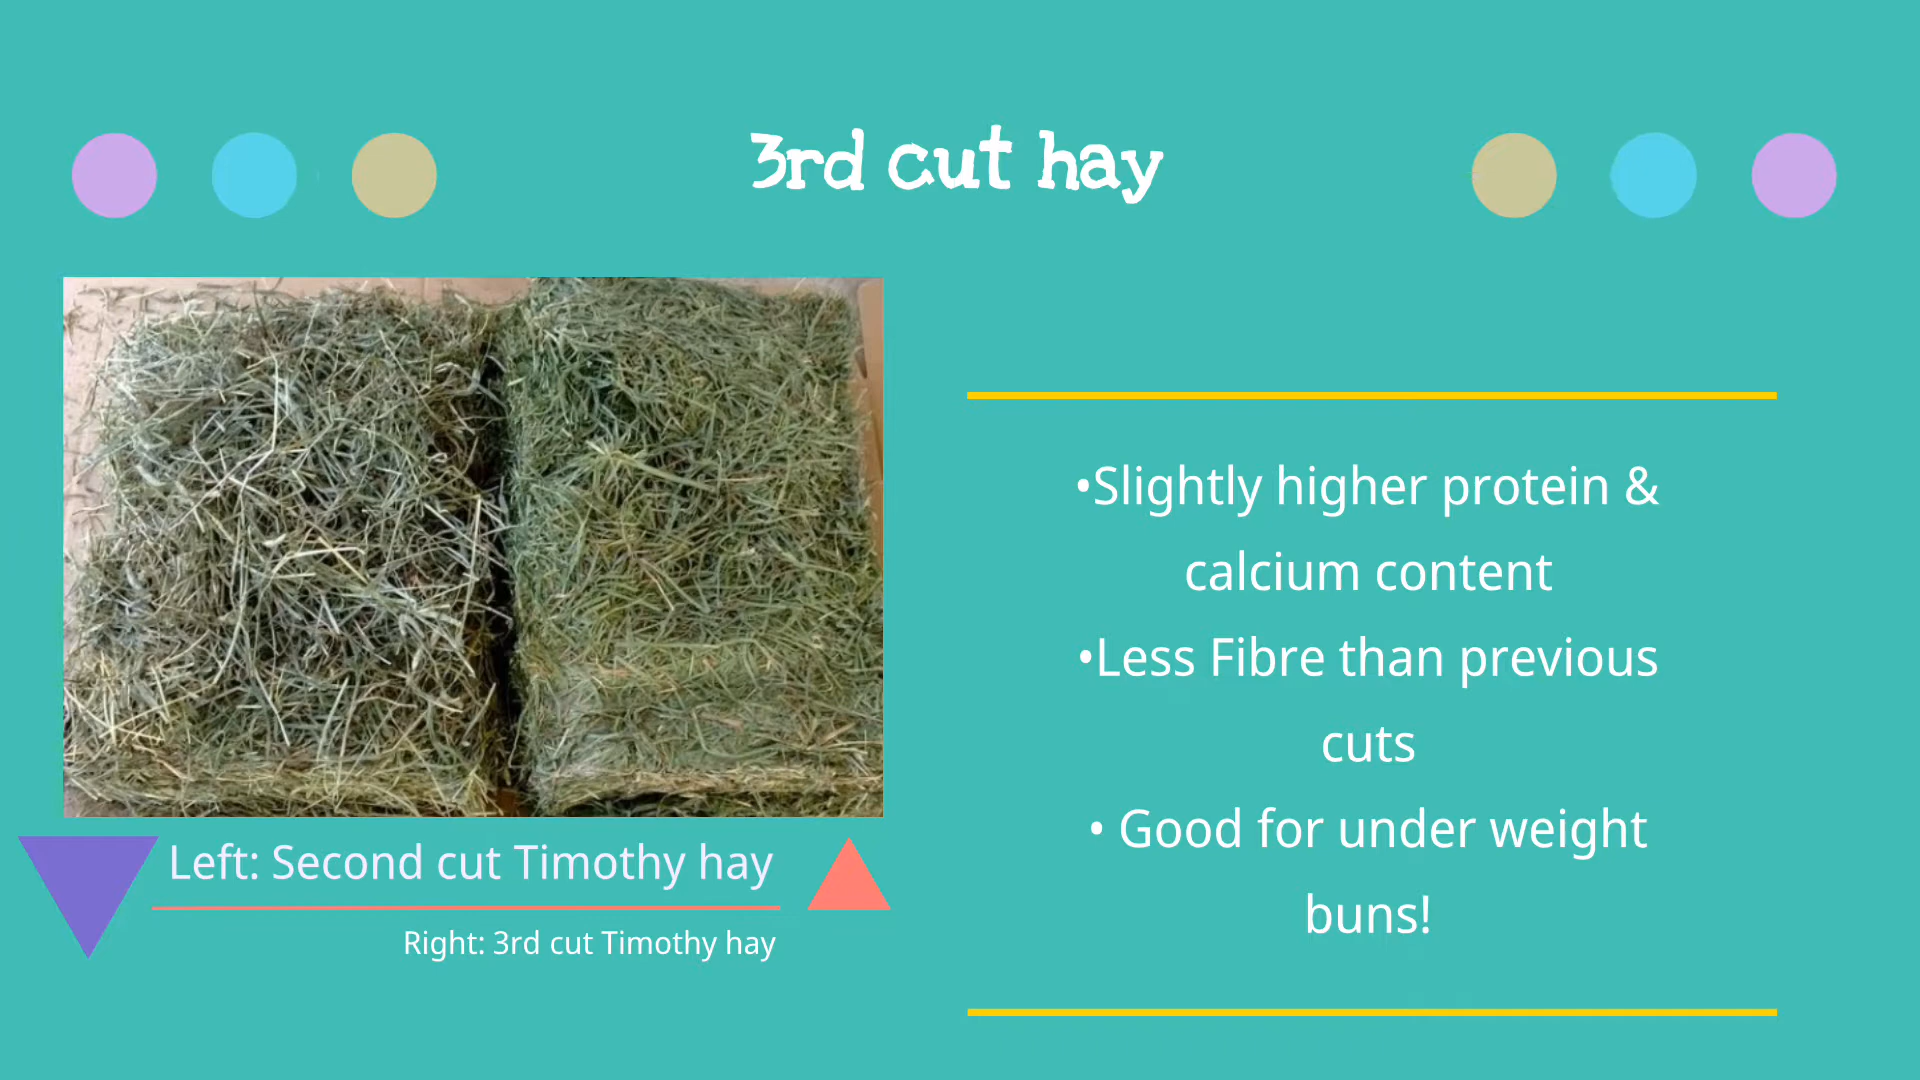 3rd cut hay
Left: Second cut Timothy hay
Right: 3rd cut Timothy hay
•Slightly higher protein &
calcium content
•Less Fibre than previous
cuts
• Good for under weight
buns!